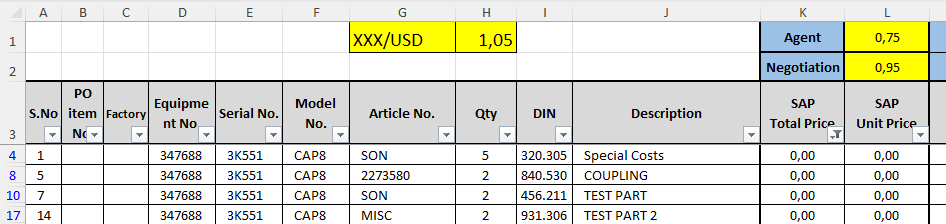 A B C D E F G H I J K L
1 XXX/USD 1,05 Agent 0,75
2 Negotiation 0,95
3 S.No PO item No Factory Equipme nt No Serial No. Model No. Article No. Qty DIN Description SAP Total Price SAP Unit Price
4 1 347688 3K551 CAP8 SON 5 320.305 Special Costs 0,00 0,00
8 5 347688 3K551 CAP8 2273580 2 840.530 COUPLING 0,00 0,00
10 7 347688 3K551 CAP8 SON 2 456.211 TEST PART 0,00 0,00
17 14 347688 3K551 CAP8 MISC 2 931.306 TEST PART 2 0,00 0,00